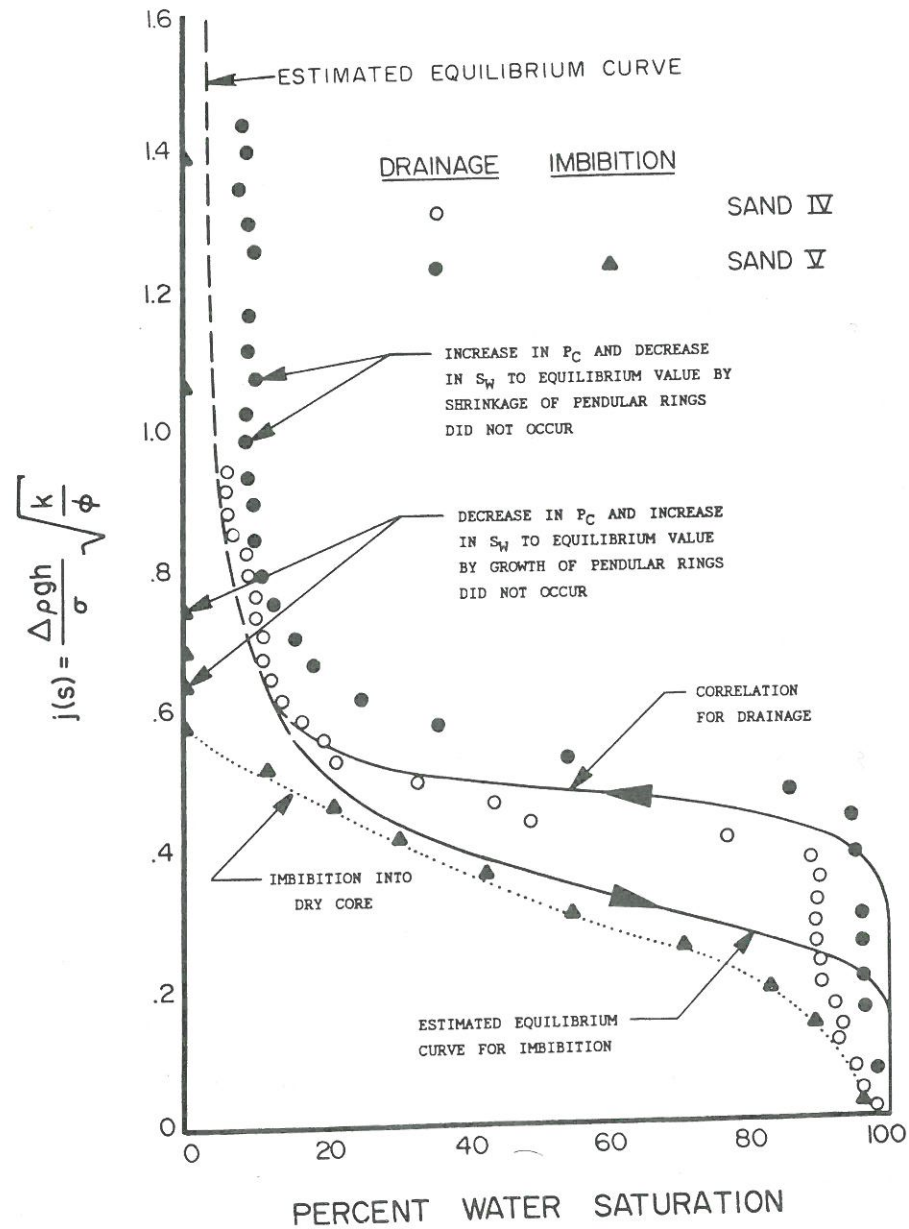 1.6
ESTIMATED EQUILIBRIUM CURVE
1.4
DRAINAGE IMBIBITION
SAND IV
SAND V
1.2
INCREASE IN PC AND DECREASE
IN SW TO EQUILIBRIUM VALUE BY
SHRINKAGE OF PENDULAR RINGS
DID NOT OCCUR
1.0
DECREASE IN PC AND INCREASE
IN SW TO EQUILIBRIUM VALUE
BY GROWTH OF PENDULAR RINGS
DID NOT OCCUR
.8
j(s) = Δρgh/σ √k/φ
CORRELATION
FOR DRAINAGE
.6
.4
IMBIBITION INTO
DRY CORE
.2
ESTIMATED EQUILIBRIUM
CURVE FOR IMBIBITION
0
0 20 40 60 80 100
PERCENT WATER SATURATION